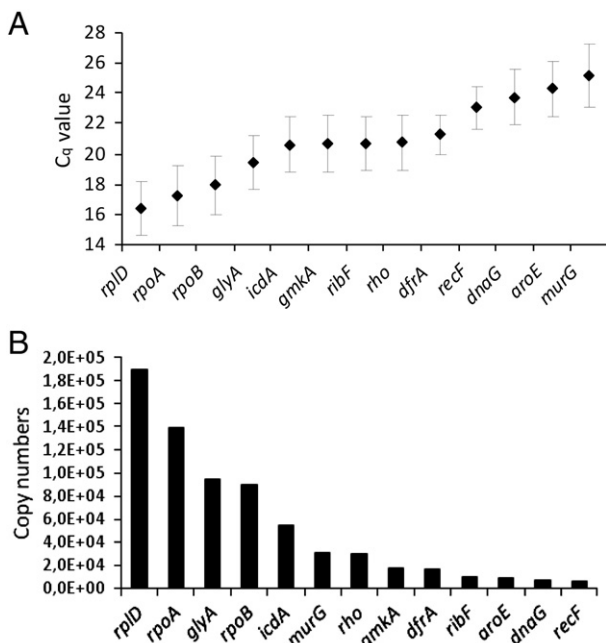 A
28
26
24
22
20
18
16
14
Cq value
rplD rpoA rpoB glyA icdA gmkA ribF rho dfrA recF dnaG aroE murG
B
2,0E+05
1,8E+05
1,6E+05
1,4E+05
1,2E+05
1,0E+05
8,0E+04
6,0E+04
4,0E+04
2,0E+04
0,0E+00
Copy numbers
rplD rpoA glyA rpoB icdA murG rho gmkA dfrA ribF aroE dnaG recF